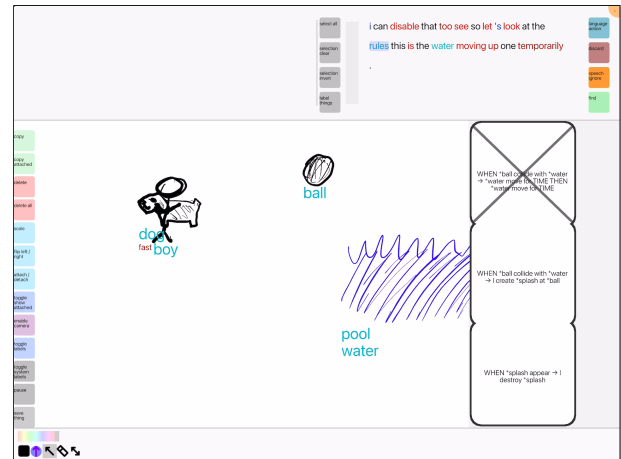 select all
selection clear
selection invert
label things
i can disable that too see so let 's look at the
rules this is the water moving up one temporarily
.
language action
discard
speech ignore
find
copy
copy attached
delete
delete all
scale
flip left / right
attach / detach
toggle show attached
enable camera
toggle labels
toggle system labels
pause
save thing
dog
fast boy
ball
pool
water
WHEN *ball collide with *water
→ *water move for TIME THEN
*water move for TIME
WHEN *ball collide with *water
→ I create *splash at *ball
WHEN *splash appear → I
destroy *splash